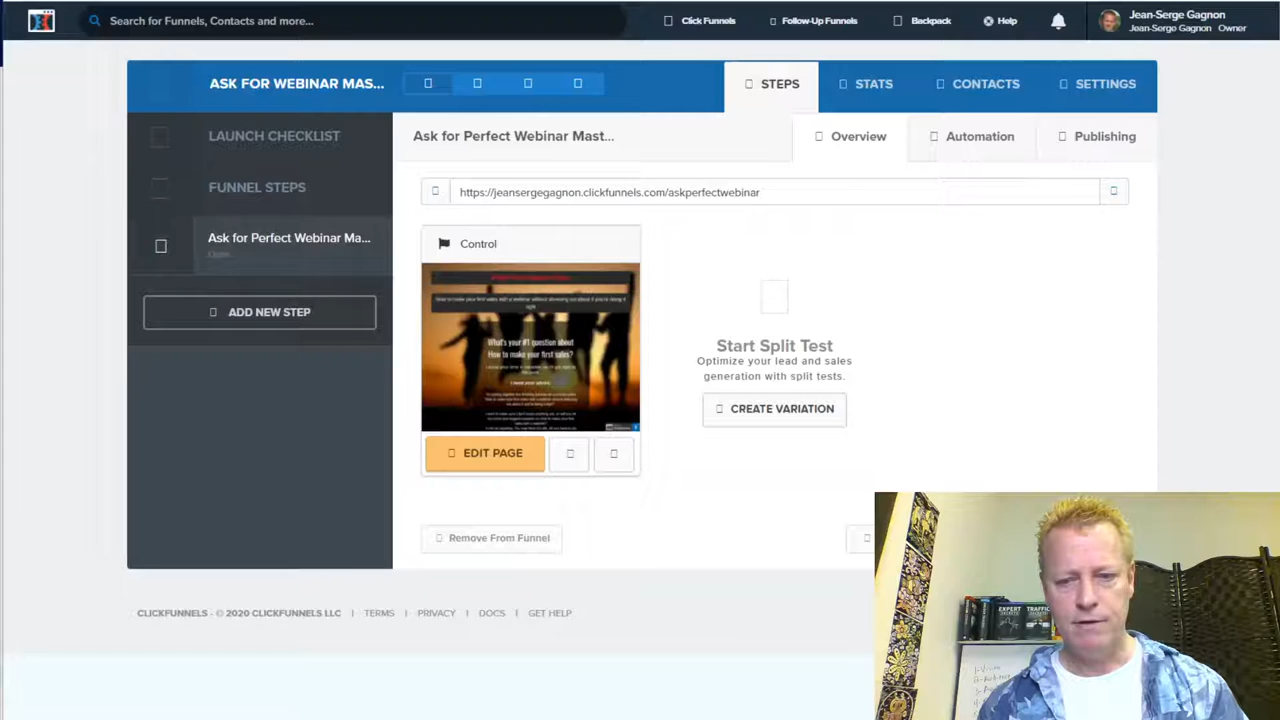 Search for Funnels, Contacts and more...
Click Funnels
Follow-Up Funnels
Backpack
Help
Jean-Serge Gagnon
Jean-Serge Gagnon Owner
ASK FOR WEBINAR MAS...
STEPS
STATS
CONTACTS
SETTINGS
LAUNCH CHECKLIST
FUNNEL STEPS
Ask for Perfect Webinar Ma...
ADD NEW STEP
Ask for Perfect Webinar Mast...
Overview
Automation
Publishing
https://jeansergegagnon.clickfunnels.com/askperfectwebinar
Control
What's your #1 question about
How to make your first sales?
EDIT PAGE
Start Split Test
Optimize your lead and sales
generation with split tests.
CREATE VARIATION
Remove From Funnel
CLICKFUNNELS - © 2020 CLICKFUNNELS LLC | TERMS | PRIVACY | DOCS | GET HELP
EXPERT
SECRETS
TRAFFIC